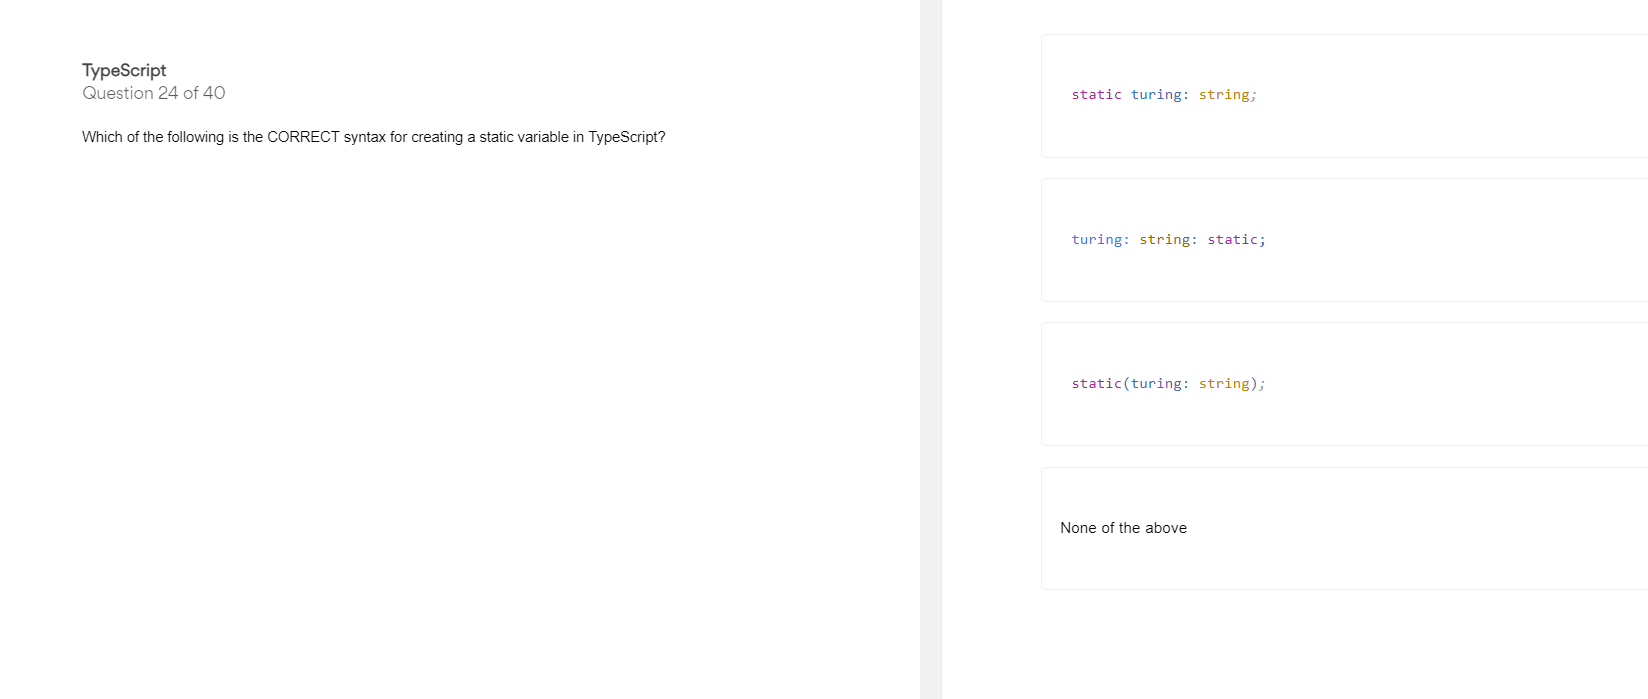 TypeScript
Question 24 of 40
Which of the following is the CORRECT syntax for creating a static variable in TypeScript?
static turing: string;
turing: string: static;
static(turing: string);
None of the above